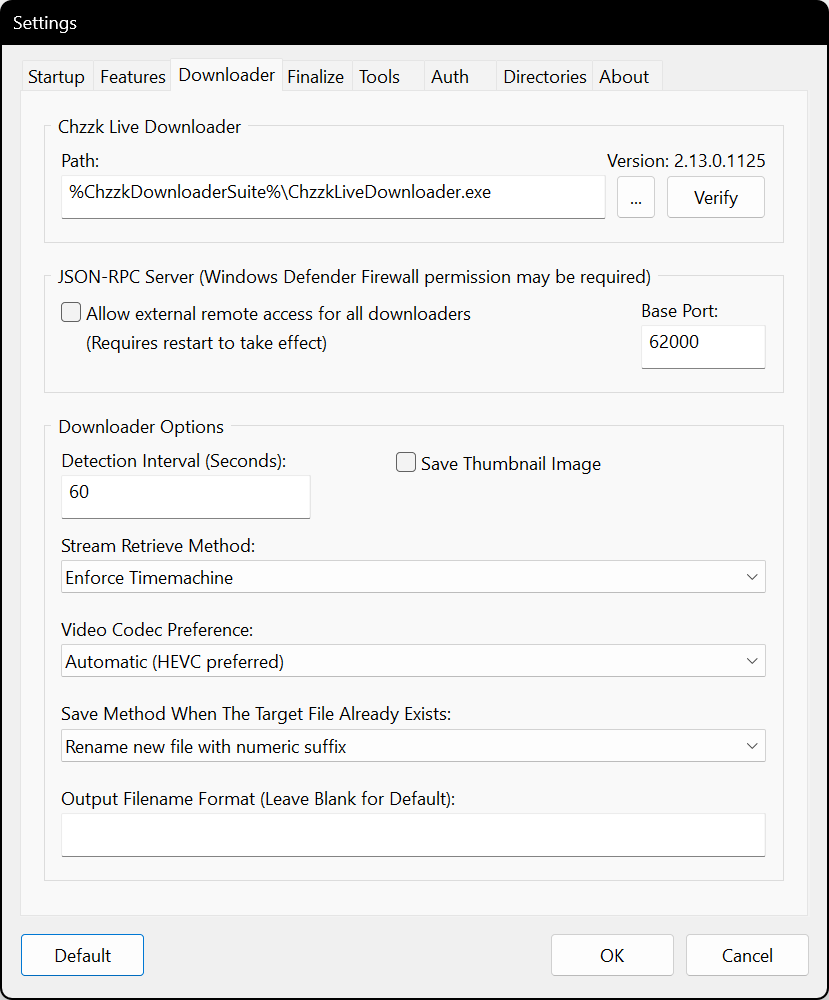 Settings
Startup Features Downloader Finalize Tools Auth Directories About
Chzzk Live Downloader
Path: Version: 2.13.0.1125
%ChzzkDownloaderSuite%\ChzzkLiveDownloader.exe ... Verify
JSON-RPC Server (Windows Defender Firewall permission may be required)
Allow external remote access for all downloaders Base Port:
(Requires restart to take effect) 62000
Downloader Options
Detection Interval (Seconds): Save Thumbnail Image
60
Stream Retrieve Method:
Enforce Timemachine
Video Codec Preference:
Automatic (HEVC preferred)
Save Method When The Target File Already Exists:
Rename new file with numeric suffix
Output Filename Format (Leave Blank for Default):
Default OK Cancel